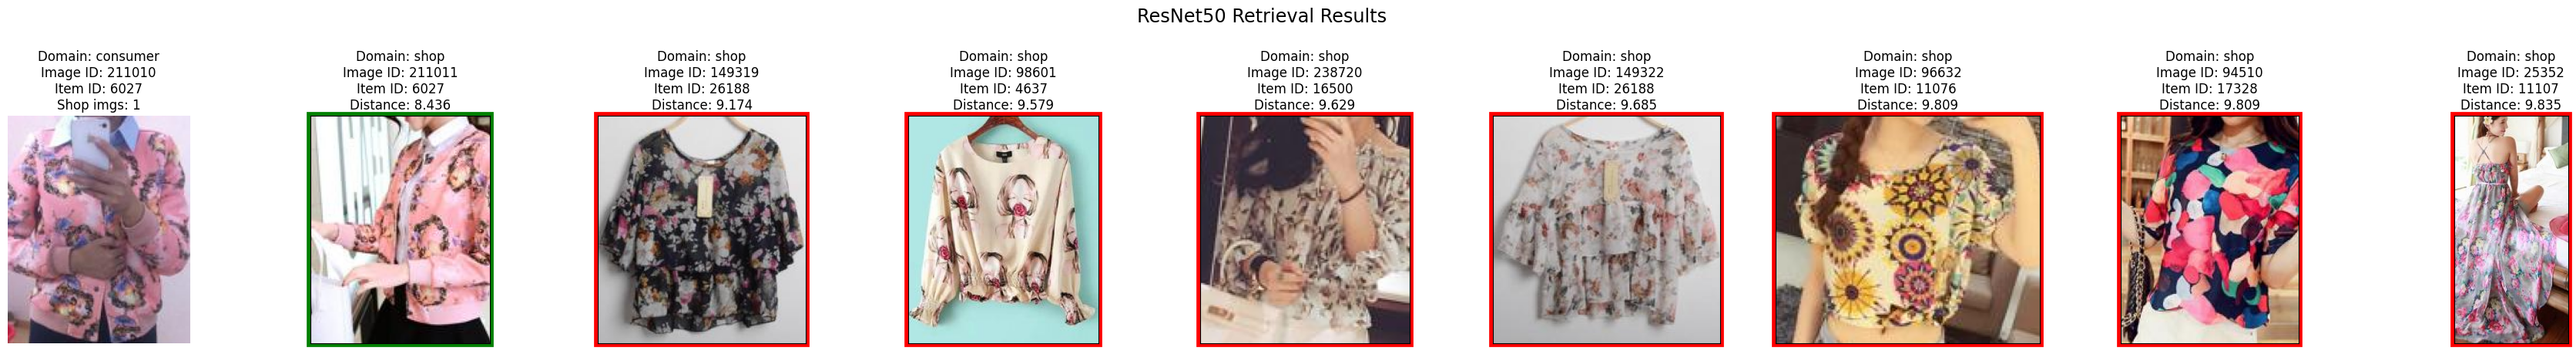 ResNet50 Retrieval Results
Domain: consumer
Image ID: 211010
Item ID: 6027
Shop imgs: 1
Domain: shop
Image ID: 211011
Item ID: 6027
Distance: 8.436
Domain: shop
Image ID: 149319
Item ID: 26188
Distance: 9.174
Domain: shop
Image ID: 98601
Item ID: 4637
Distance: 9.579
Domain: shop
Image ID: 238720
Item ID: 16500
Distance: 9.629
Domain: shop
Image ID: 149322
Item ID: 26188
Distance: 9.685
Domain: shop
Image ID: 96632
Item ID: 11076
Distance: 9.809
Domain: shop
Image ID: 94510
Item ID: 17328
Distance: 9.809
Domain: shop
Image ID: 25352
Item ID: 11107
Distance: 9.835